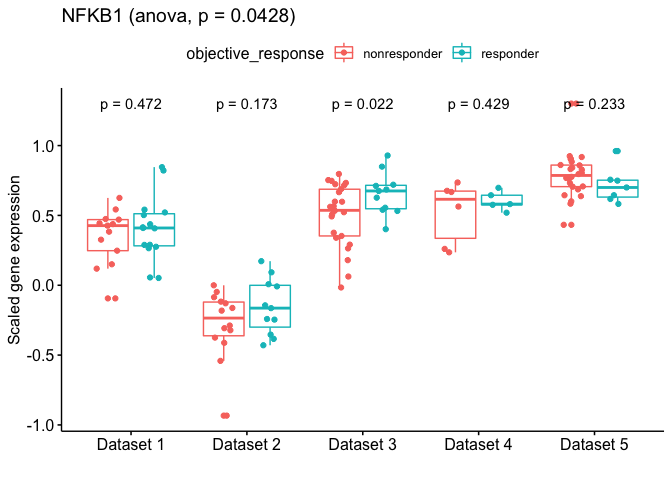 NFKB1 (anova, p = 0.0428)
objective_response nonresponder responder
p = 0.472 p = 0.173 p = 0.022 p = 0.429 p = 0.233
Scaled gene expression
1.0
0.5
0.0
-0.5
-1.0
Dataset 1 Dataset 2 Dataset 3 Dataset 4 Dataset 5